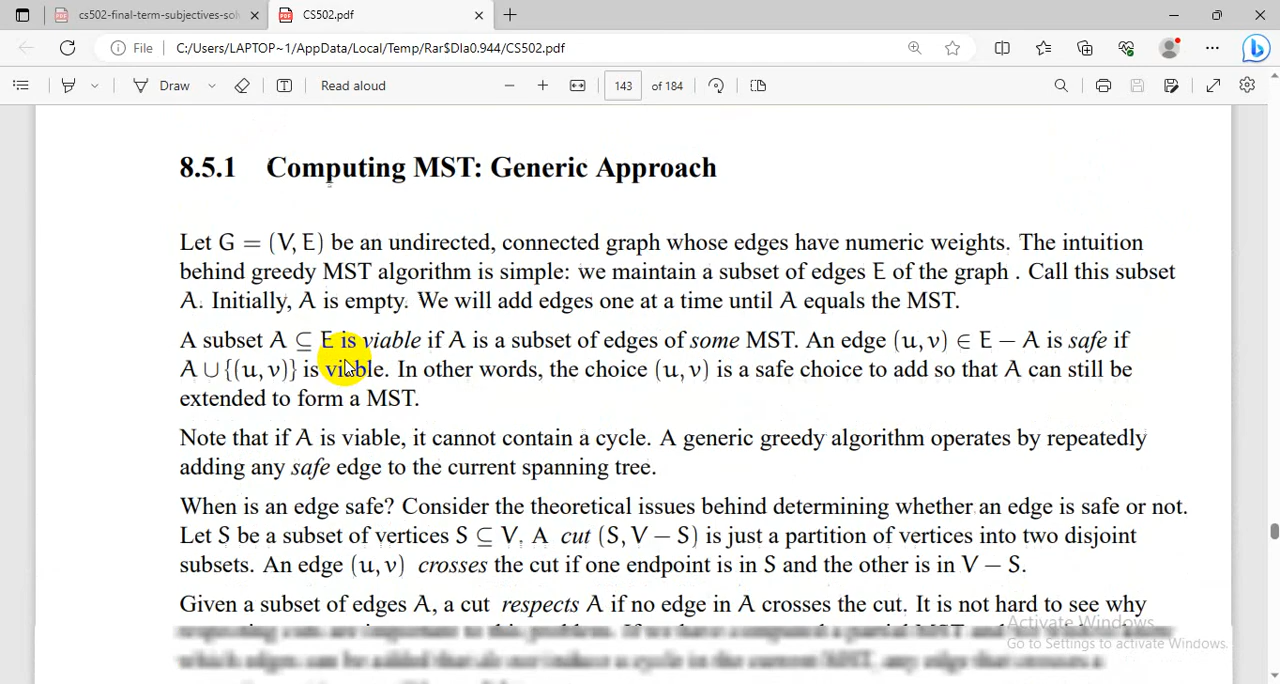 cs502-final-term-subjectives-sol
CS502.pdf
File
C:/Users/LAPTOP~1/AppData/Local/Temp/Rar$DIa0.944/CS502.pdf
Draw
Read aloud
143 of 184
8.5.1 Computing MST: Generic Approach
Let G = (V, E) be an undirected, connected graph whose edges have numeric weights. The intuition
behind greedy MST algorithm is simple: we maintain a subset of edges E of the graph . Call this subset
A. Initially, A is empty. We will add edges one at a time until A equals the MST.
A subset A ⊆ E is viable if A is a subset of edges of some MST. An edge (u, v) ∈ E − A is safe if
A ∪ {(u, v)} is viable. In other words, the choice (u, v) is a safe choice to add so that A can still be
extended to form a MST.
Note that if A is viable, it cannot contain a cycle. A generic greedy algorithm operates by repeatedly
adding any safe edge to the current spanning tree.
When is an edge safe? Consider the theoretical issues behind determining whether an edge is safe or not.
Let S be a subset of vertices S ⊆ V. A cut (S, V − S) is just a partition of vertices into two disjoint
subsets. An edge (u, v) crosses the cut if one endpoint is in S and the other is in V − S.
Given a subset of edges A, a cut respects A if no edge in A crosses the cut. It is not hard to see why
Activate Windows
Go to Settings to activate Windows.